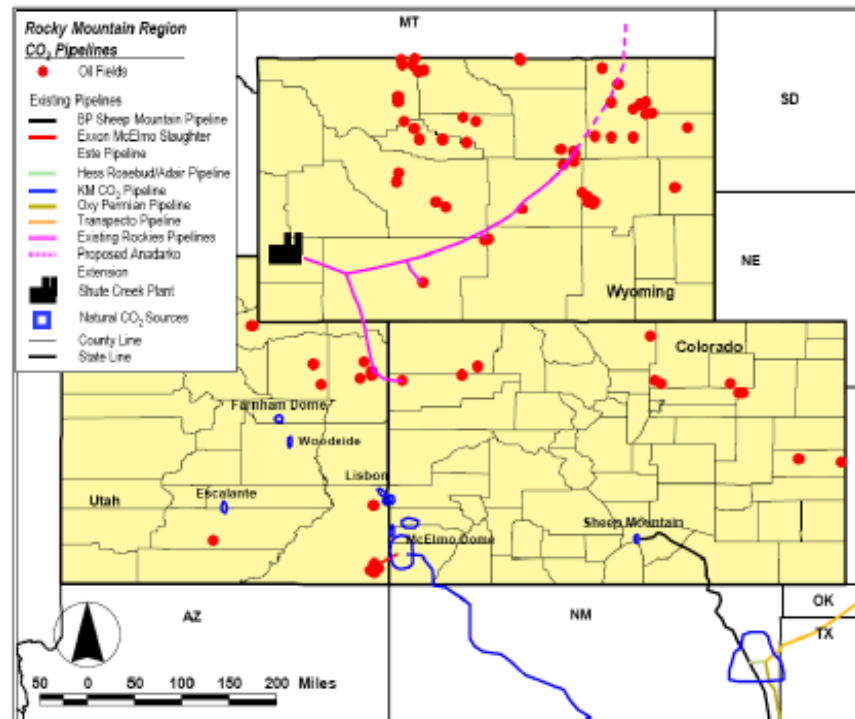 Rocky Mountain Region
CO2 Pipelines
Oil Fields
Existing Pipelines
BP Sheep Mountain Pipeline
Exxon McElmo Slaughter
Este Pipeline
Hess Rosebud/Adair Pipeline
KM CO2 Pipeline
Oxy Permian Pipeline
Transpecto Pipeline
Existing Rockies Pipelines
Proposed Anadarko
Extension
Shute Creek Plant
Natural CO2 Sources
County Line
State Line
MT
SD
NE
Wyoming
Colorado
Farnham Dome
Woodside
Lisbon
Escalante
Utah
Sheep Mountain
McElmo Dome
AZ
NM
OK
TX
50 0 50 100 150 200 Miles